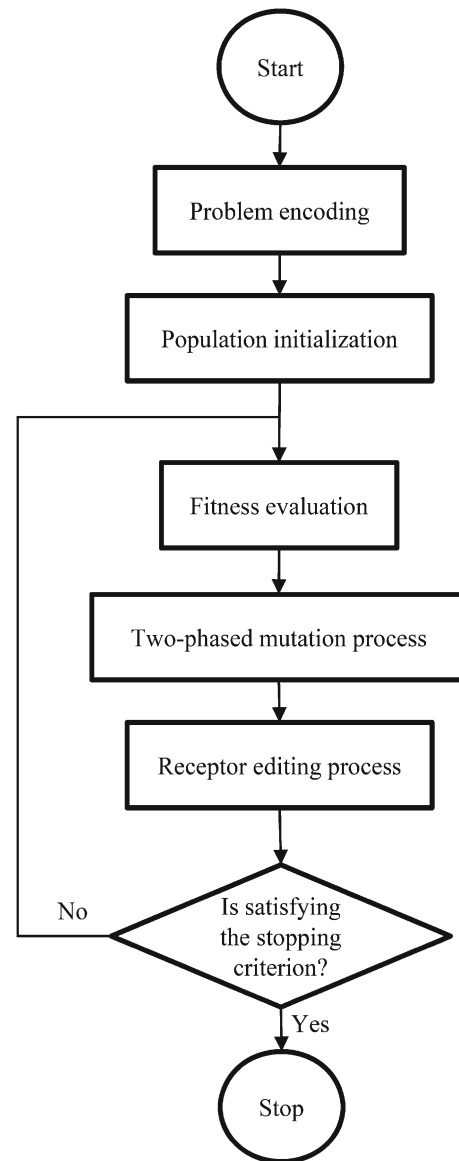 Start
Problem encoding
Population initialization
Fitness evaluation
Two-phased mutation process
Receptor editing process
Is satisfying
the stopping
criterion?
No
Yes
Stop